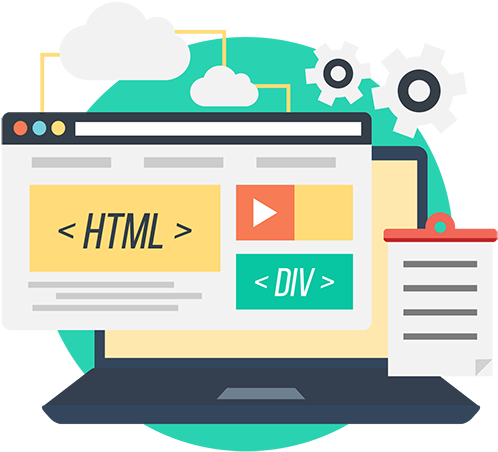 < HTML >
< DIV >